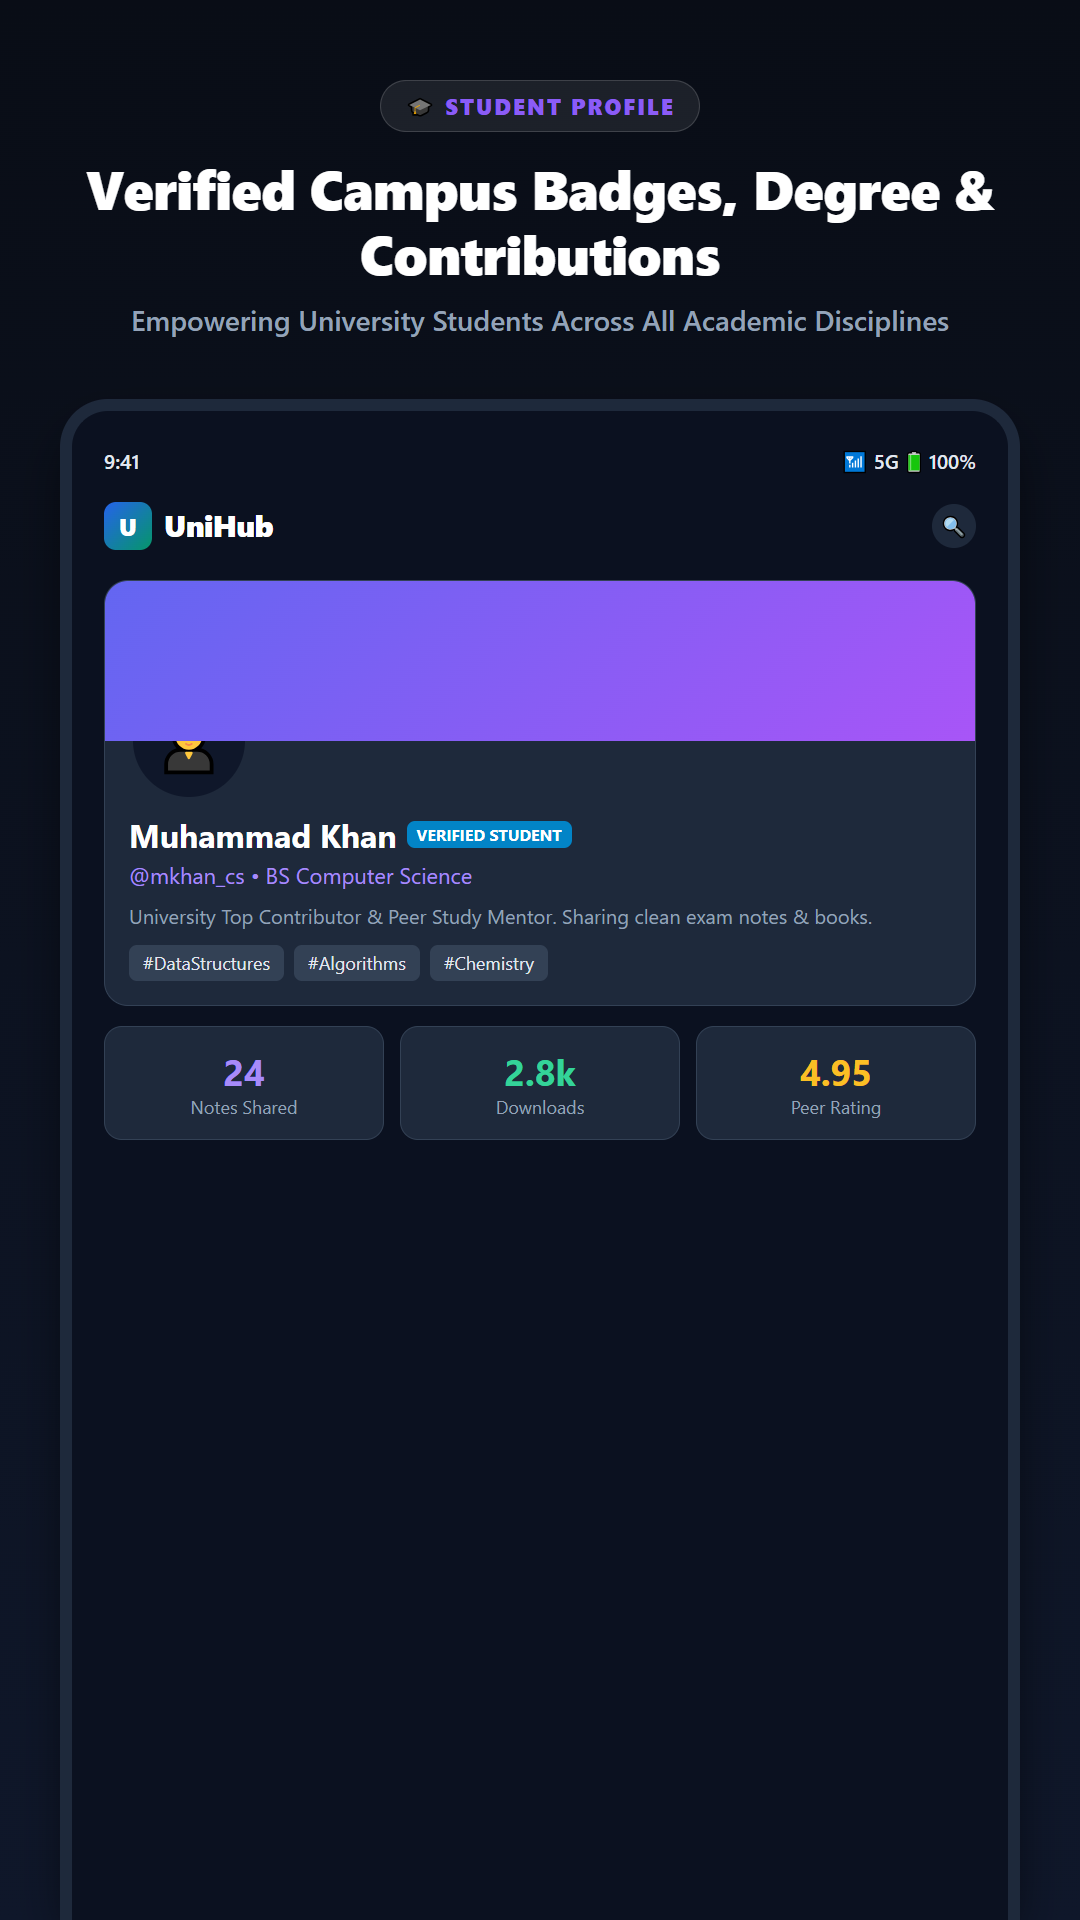 🎓 STUDENT PROFILE
Verified Campus Badges, Degree &
Contributions
Empowering University Students Across All Academic Disciplines
9:41
📶 5G 🔋 100%
U UniHub
Muhammad Khan VERIFIED STUDENT
@mkhan_cs • BS Computer Science
University Top Contributor & Peer Study Mentor. Sharing clean exam notes & books.
#DataStructures #Algorithms #Chemistry
24
Notes Shared
2.8k
Downloads
4.95
Peer Rating